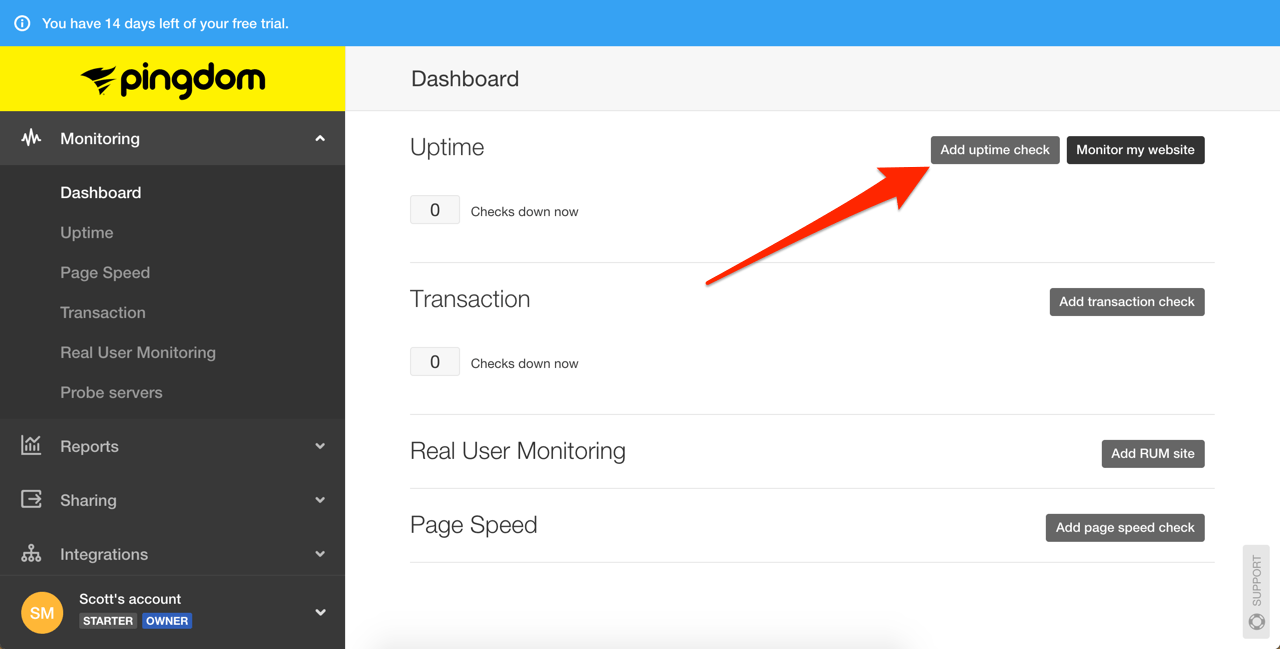 You have 14 days left of your free trial.
pingdom
Dashboard
Monitoring
Dashboard
Uptime
Page Speed
Transaction
Real User Monitoring
Probe servers
Reports
Sharing
Integrations
SM
Scott's account
STARTER OWNER
Uptime
Add uptime check Monitor my website
0 Checks down now
Transaction
Add transaction check
0 Checks down now
Real User Monitoring
Add RUM site
Page Speed
Add page speed check
SUPPORT